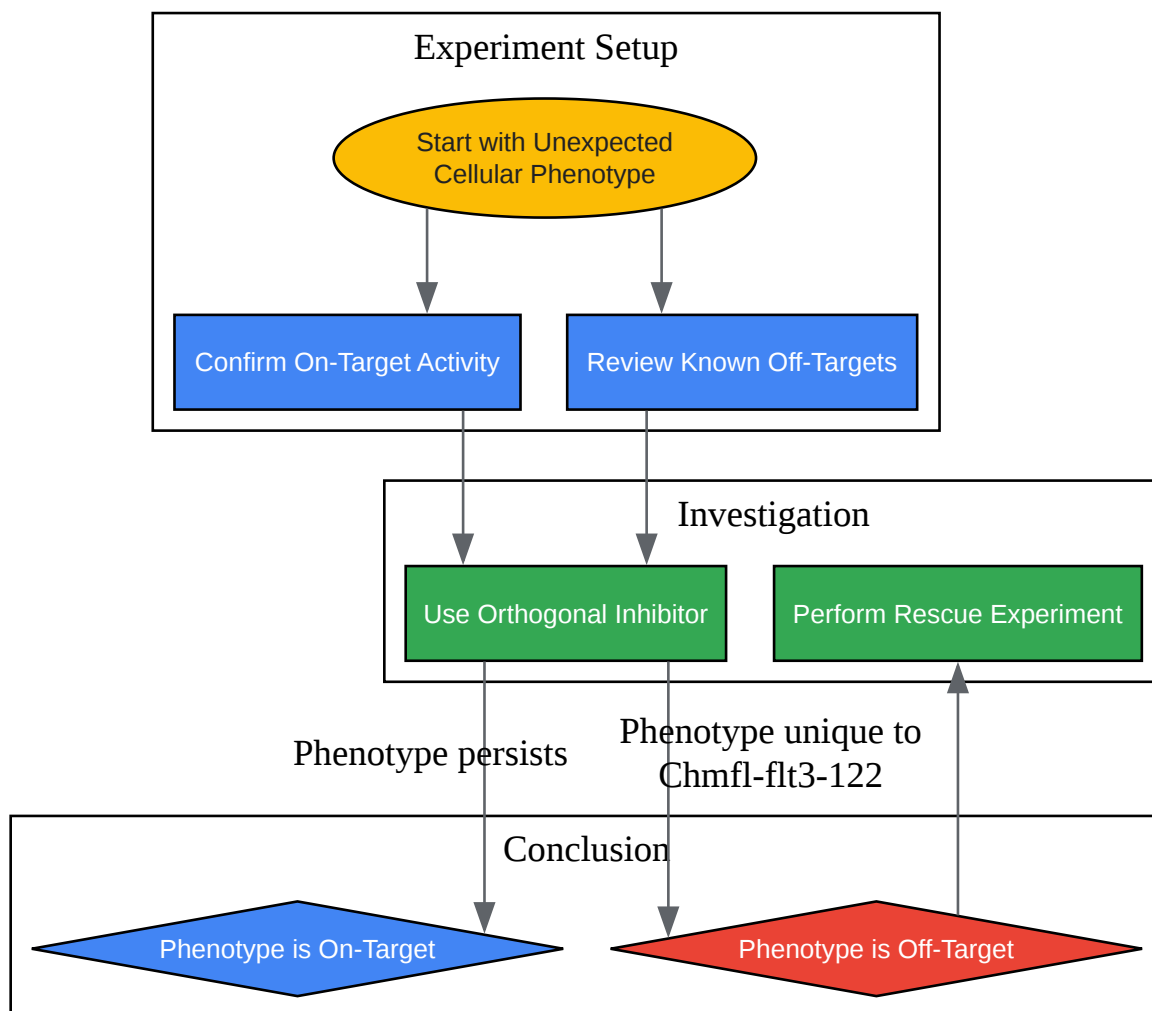 Experiment Setup
Start with Unexpected
Cellular Phenotype
Confirm On-Target Activity
Review Known Off-Targets
Investigation
Use Orthogonal Inhibitor
Perform Rescue Experiment
Phenotype persists
Phenotype unique to
Chmfl-flt3-122
Conclusion
Phenotype is On-Target
Phenotype is Off-Target